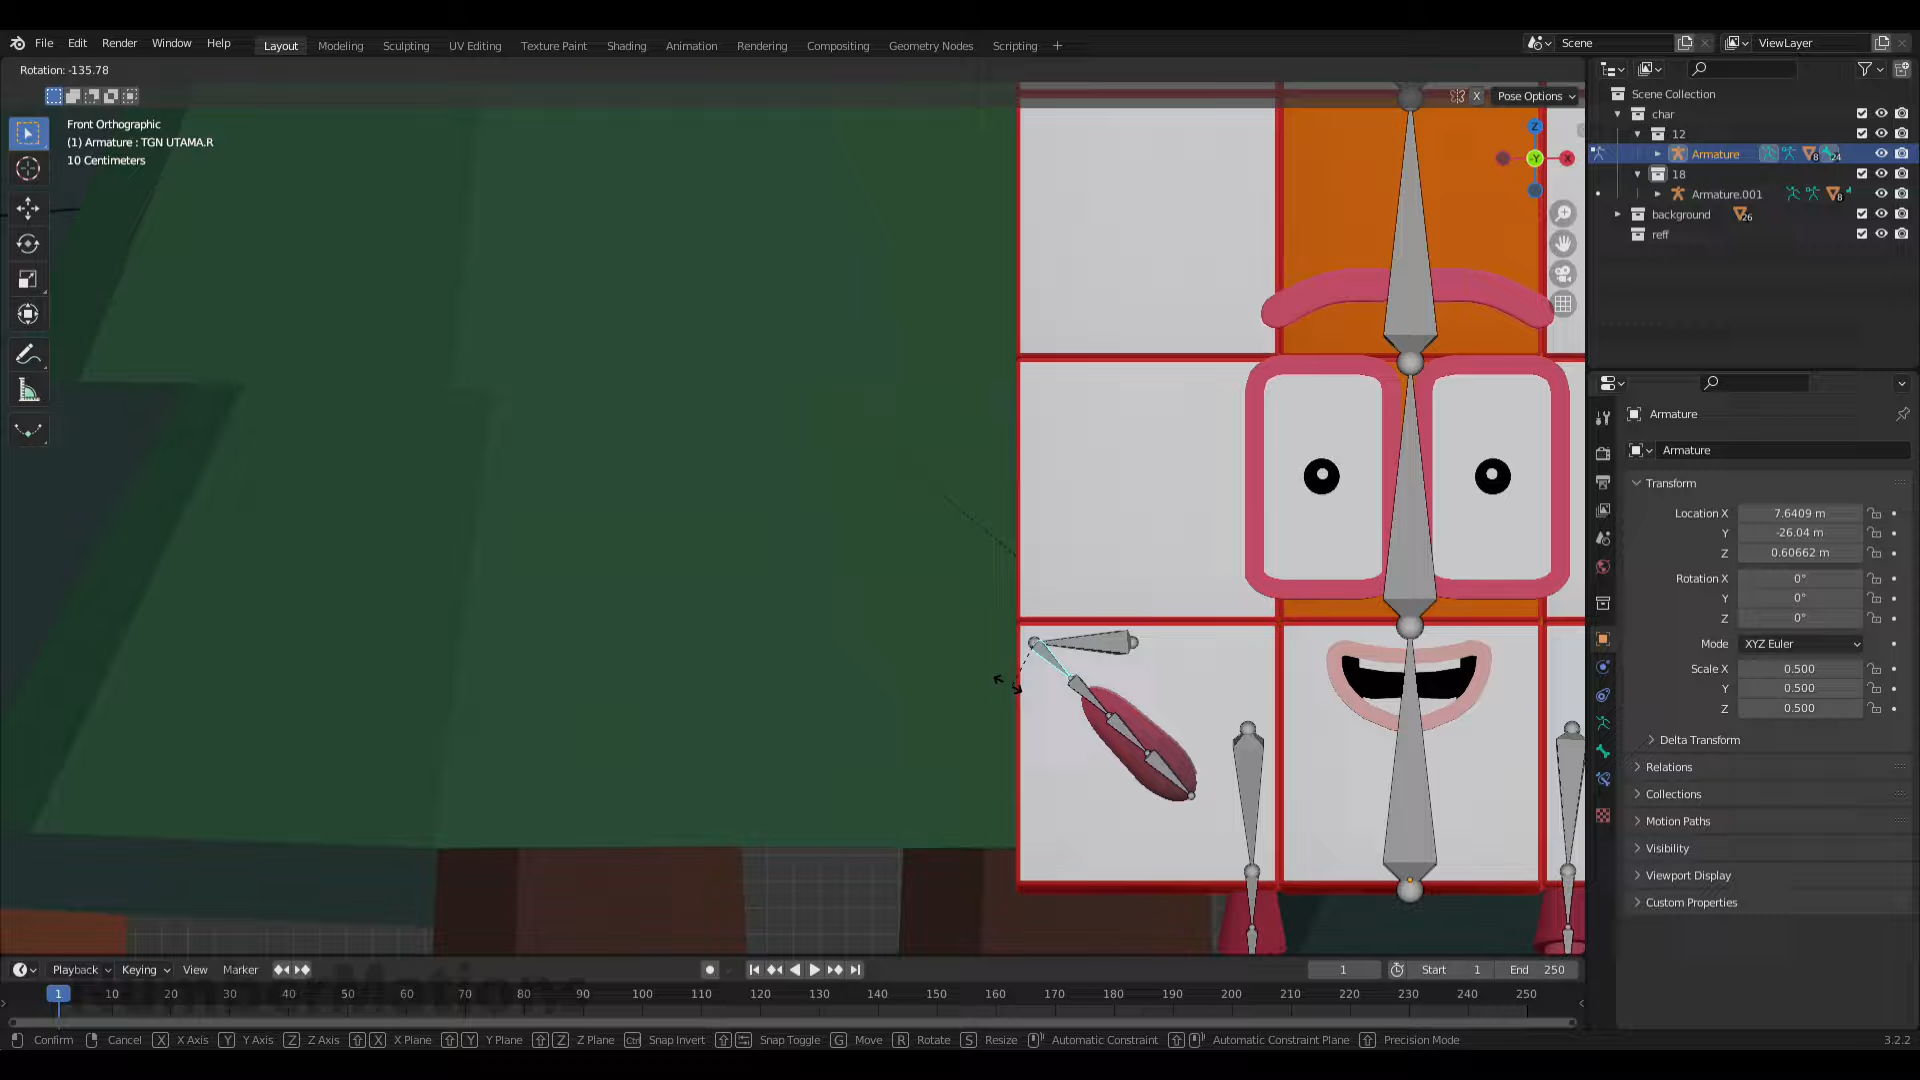 File Edit Render Window Help Layout Modeling Sculpting UV Editing Texture Paint Shading Animation Rendering Compositing Geometry Nodes Scripting Scene ViewLayer
Rotation: -135.78
X Pose Options
Front Orthographic
(1) Armature : TGN UTAMA.R
10 Centimeters
Z
-Y
X
Scene Collection
char
12
Armature 8 24
18
Armature.001 8
background 26
reff
Armature
Armature
Transform
Location X 7.6409 m
Y -26.04 m
Z 0.60662 m
Rotation X 0°
Y 0°
Z 0°
Mode XYZ Euler
Scale X 0.500
Y 0.500
Z 0.500
Delta Transform
Relations
Collections
Motion Paths
Visibility
Viewport Display
Custom Properties
Playback Keying View Marker 1 Start 1 End 250
1 10 20 30 40 50 60 70 80 90 100 110 120 130 140 150 160 170 180 190 200 210 220 230 240 250
Confirm Cancel X X Axis Y Y Axis Z Z Axis X X Plane Y Y Plane Z Z Plane Ctrl Snap Invert Snap Toggle G Move R Rotate S Resize Automatic Constraint Automatic Constraint Plane Precision Mode 3.2.2